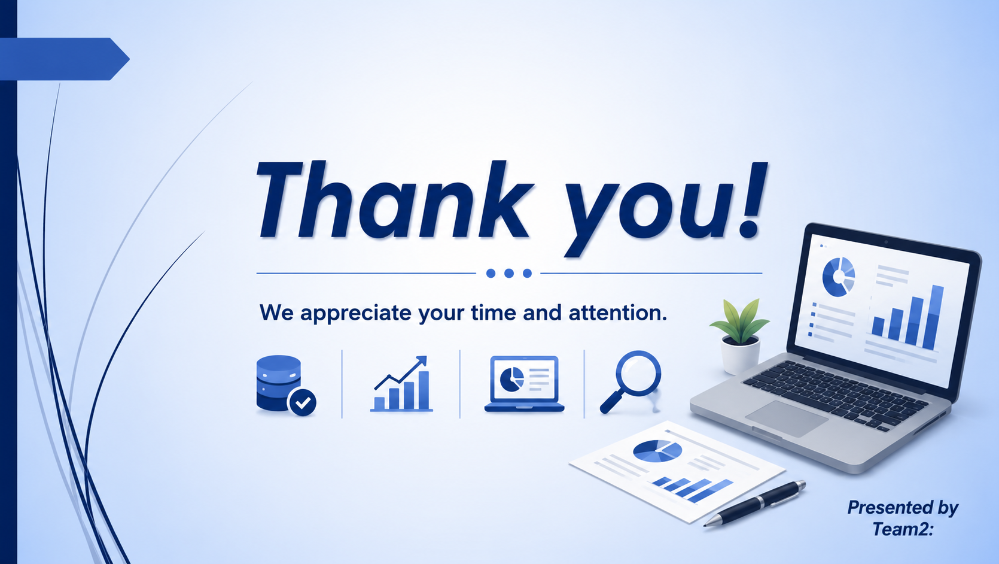 Thank you!
We appreciate your time and attention.
Presented by
Team2: